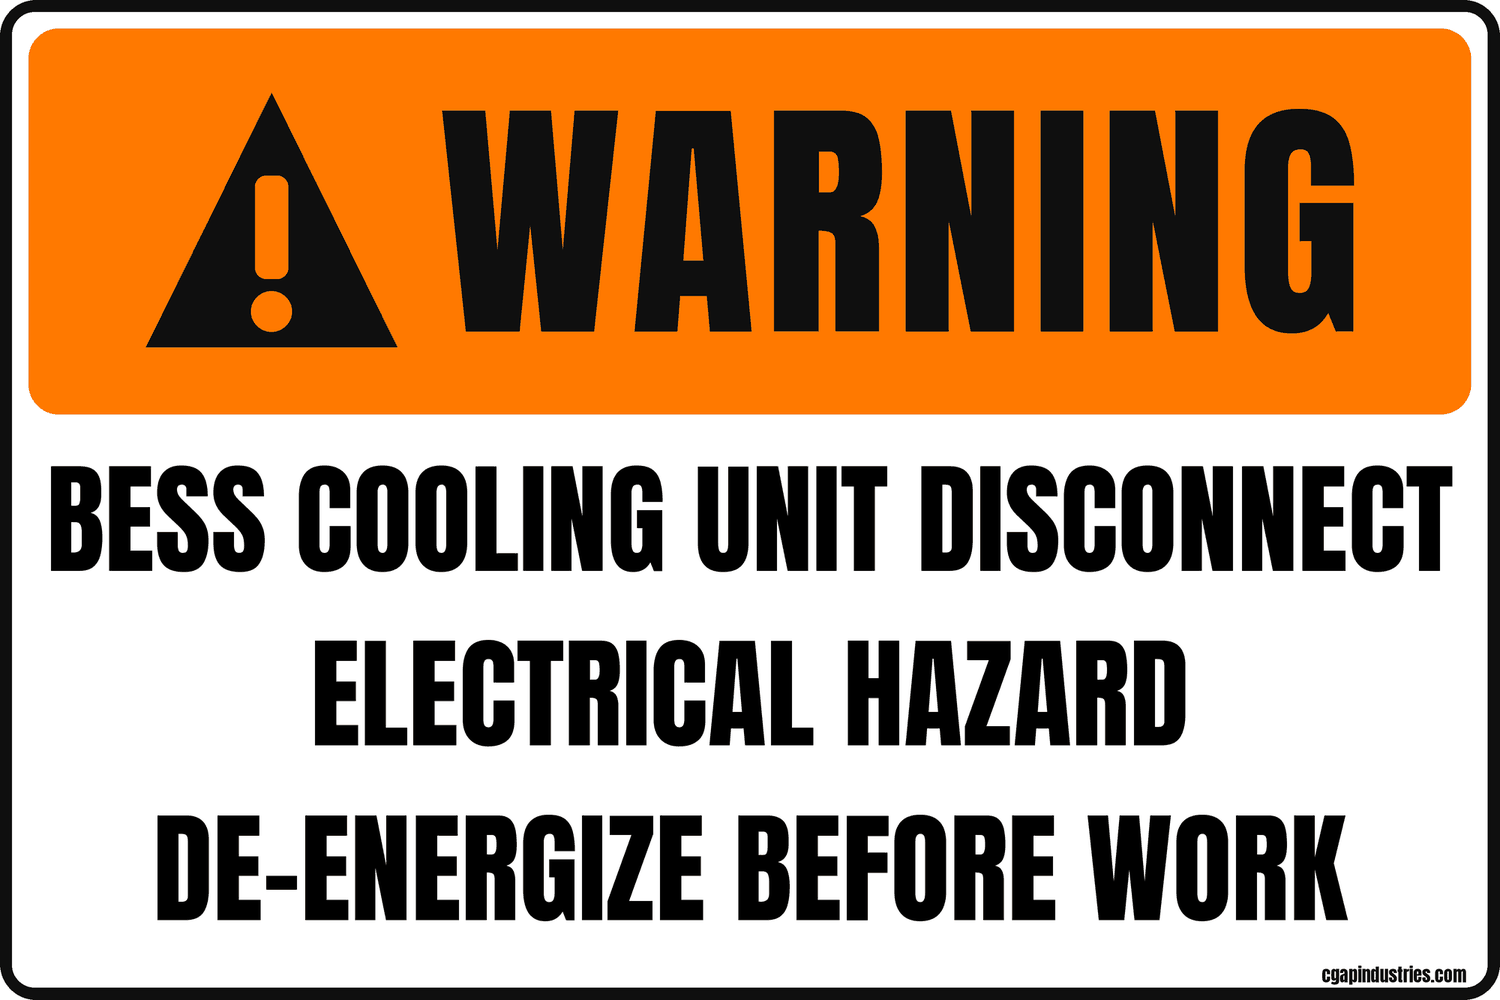 WARNING
BESS COOLING UNIT DISCONNECT
ELECTRICAL HAZARD
DE-ENERGIZE BEFORE WORK
cgapindustries.com